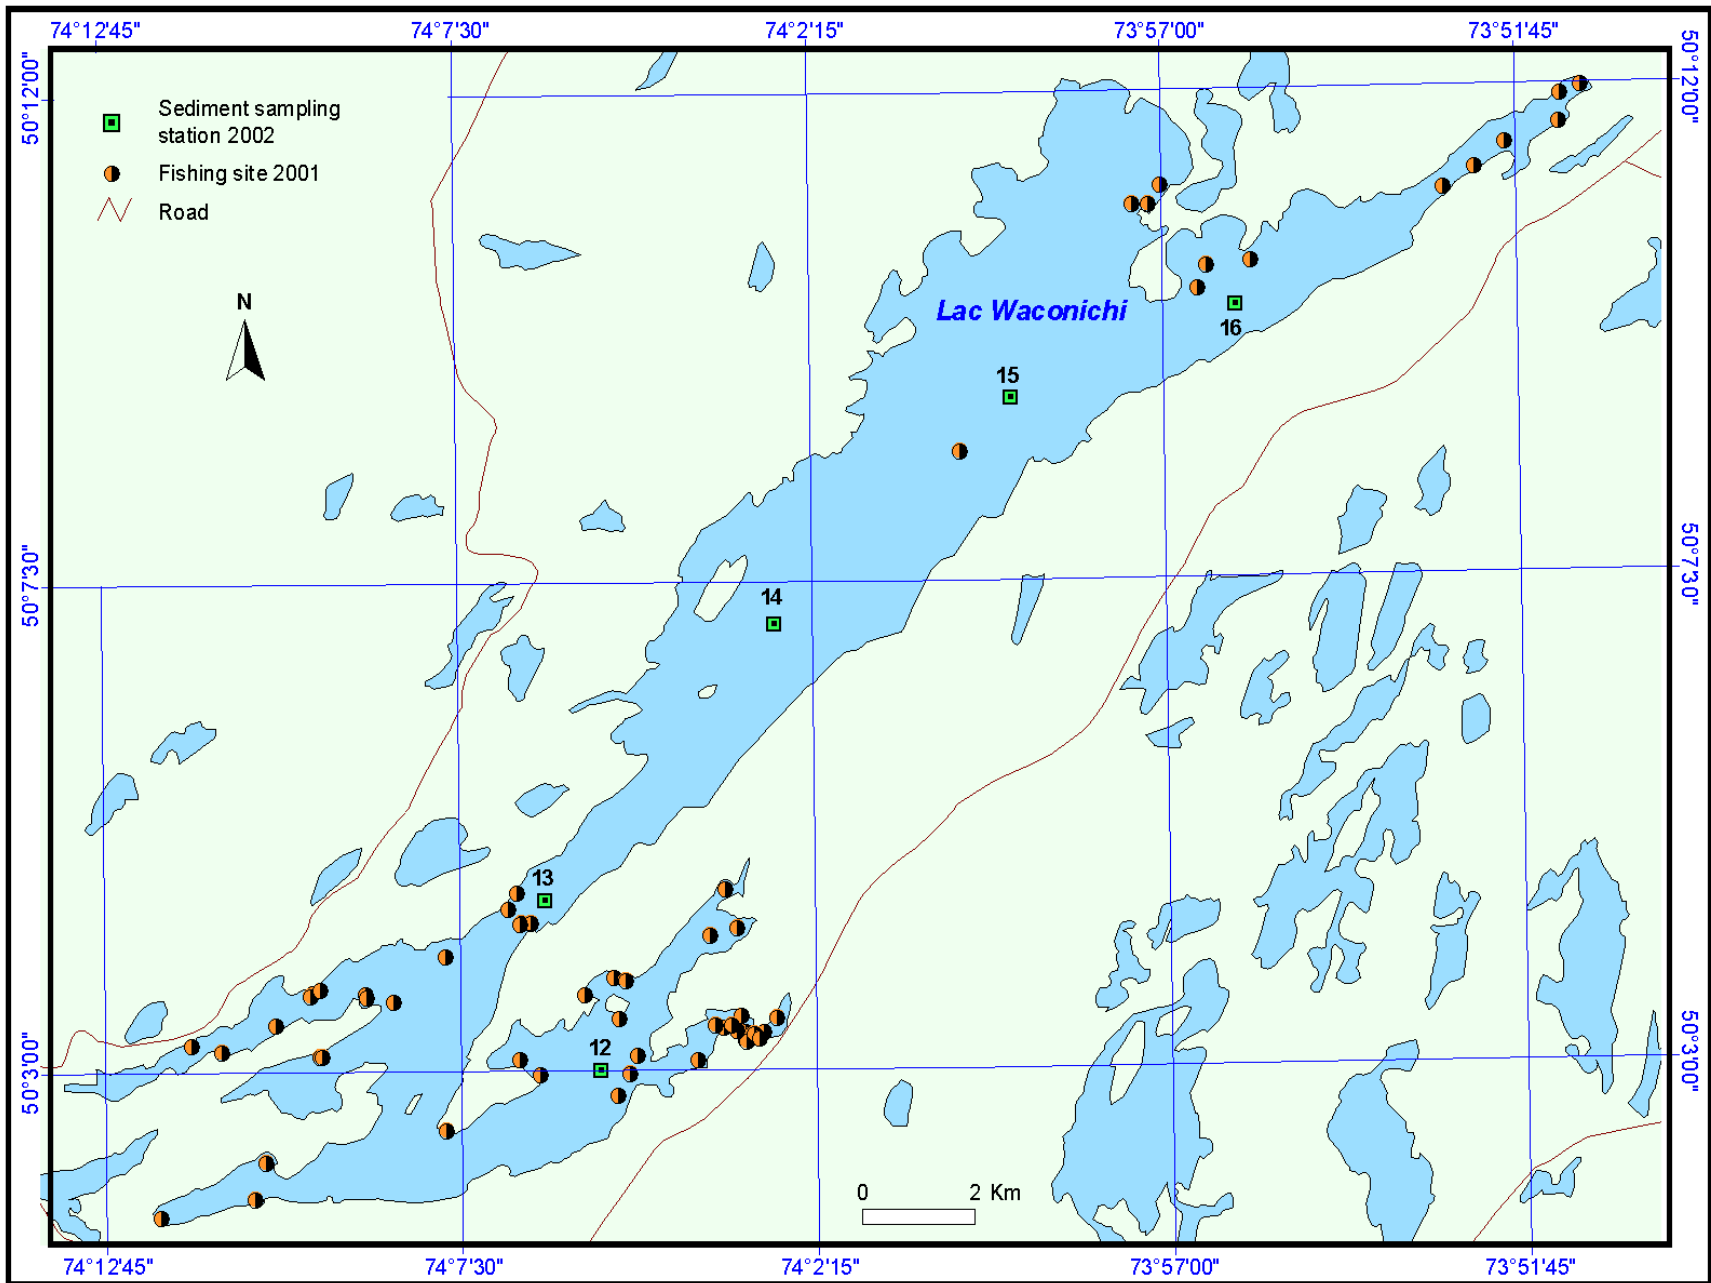 74°12'45" 74°7'30" 74°2'15" 73°57'00" 73°51'45"
50°12'00"
50°12'00"
Sediment sampling
station 2002
Fishing site 2001
Road
N
Lac Waconichi
16
15
50°7'30"
50°7'30"
14
13
12
50°3'00"
50°3'00"
0 2 Km
74°12'45" 74°7'30" 74°2'15" 73°57'00" 73°51'45"